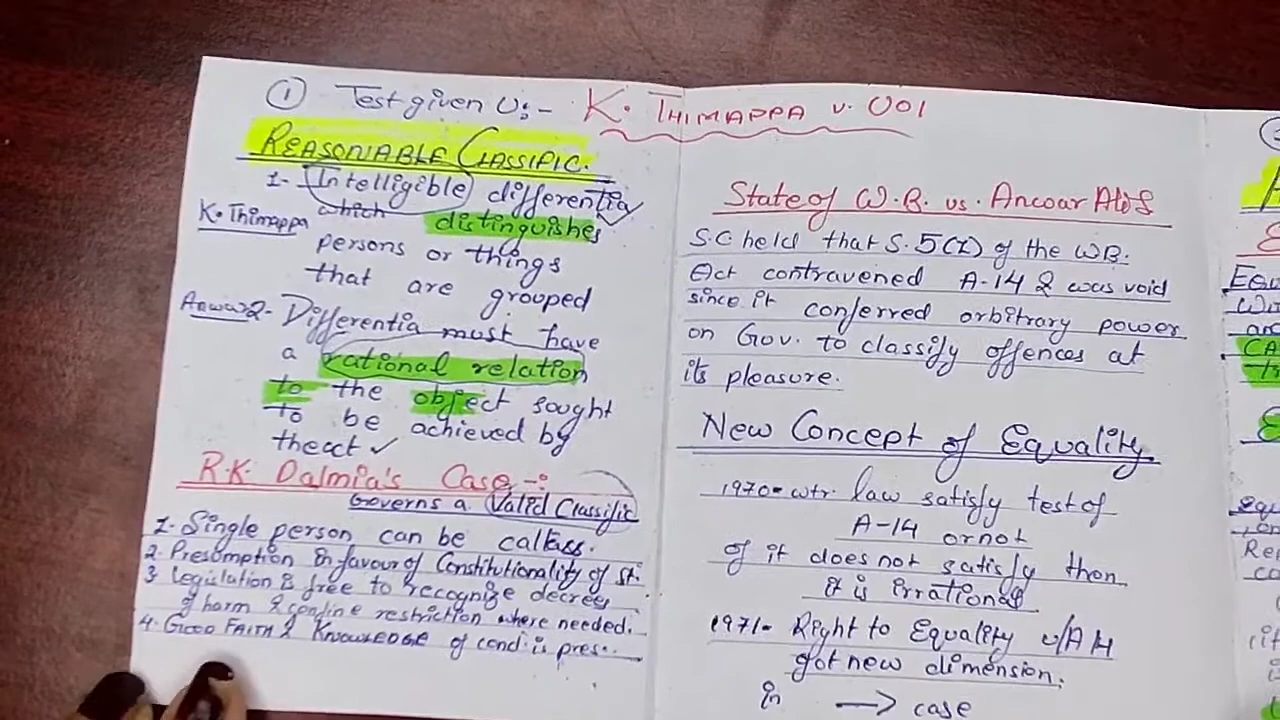 ① Test given U:- K. THIMAPPA v. UOI
REASONABLE CLASSIFIC.
1- Intelligible differentia
K. Thimappa which distinguishes
persons or things
that are grouped
Anwar 2- Differentia must have
a rational relation
to the object sought
to be achieved by
the act ✓
R.K. Dalmia's Case -:
Governs a Valid Classific
1- Single person can be
2. Presumption in favour of Constitutionality of St.
3 legislation is free to recognize decrees
of harm & confine restriction where needed.
4. GOOD FAITH & KNOWLEDGE of cond: is pres..
State of W.B. vs.
S.C held that S. 5(1) of the WB.
Act contravened A-14 & was void
since it conferred arbitrary power
on Gov. to classify offences at
its pleasure.
New Concept of Equality
1970- wtr. law satisfy test of
A-14 or not
of it does not satisfy then
it is irrational
1971- Right to Equality
got new dimension.
in → case